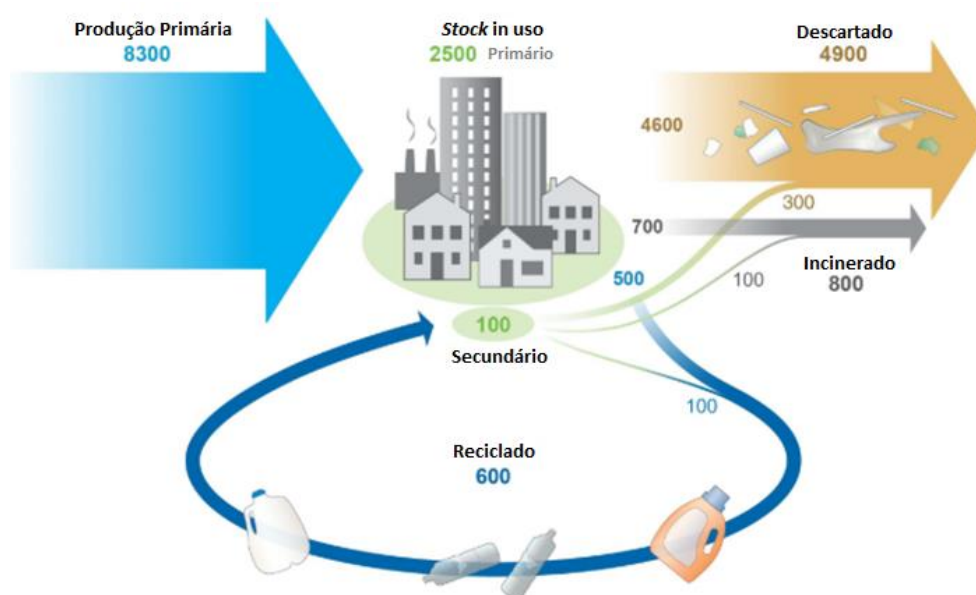 Produção Primária
8300
Stock in uso
2500 Primário
Descartado
4900
4600
300
700
Incinerado
800
500
100
100
Secundário
100
Reciclado
600